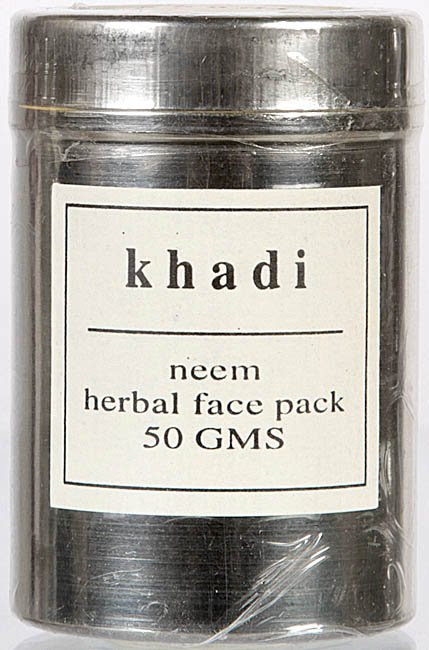 khadi
neem
herbal face pack
50 GMS